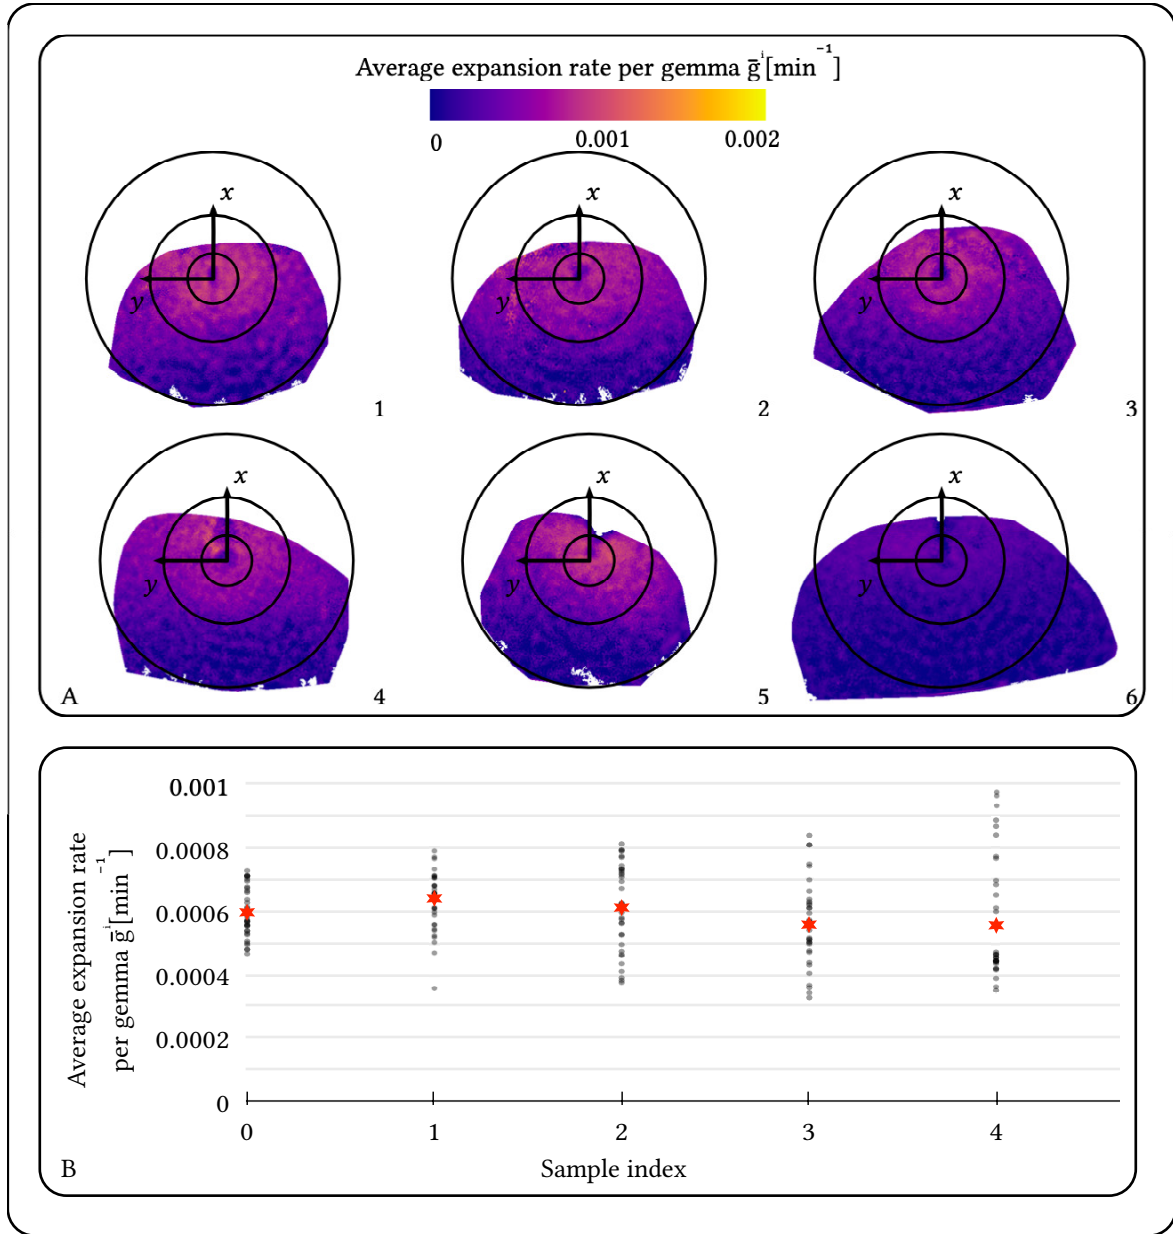 Average expansion rate per gemma ḡⁱ[min⁻¹]
0 0.001 0.002
x x x
y y y
1 2 3
x x x
y y y
A 4 5 6
0.001
0.0008
0.0006
0.0004
0.0002
0
Average expansion rate
per gemma ḡⁱ[min⁻¹]
0 1 2 3 4
B Sample index